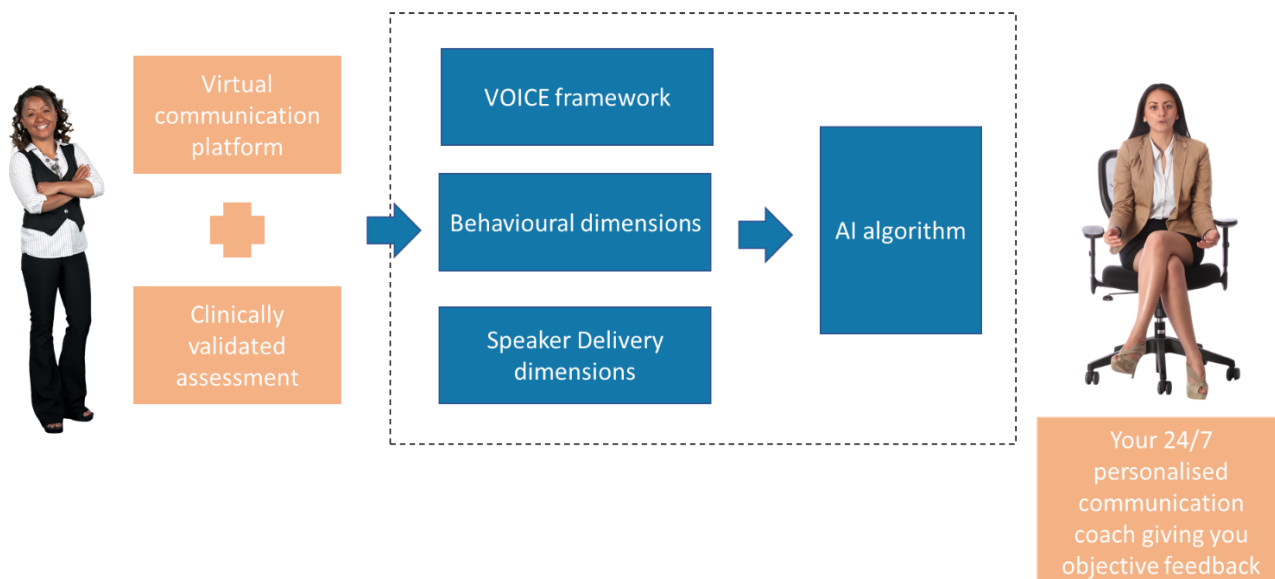 Virtual
communication
platform
Clinically
validated
assessment
VOICE framework
Behavioural dimensions
Speaker Delivery
dimensions
AI algorithm
Your 24/7
personalised
communication
coach giving you
objective feedback